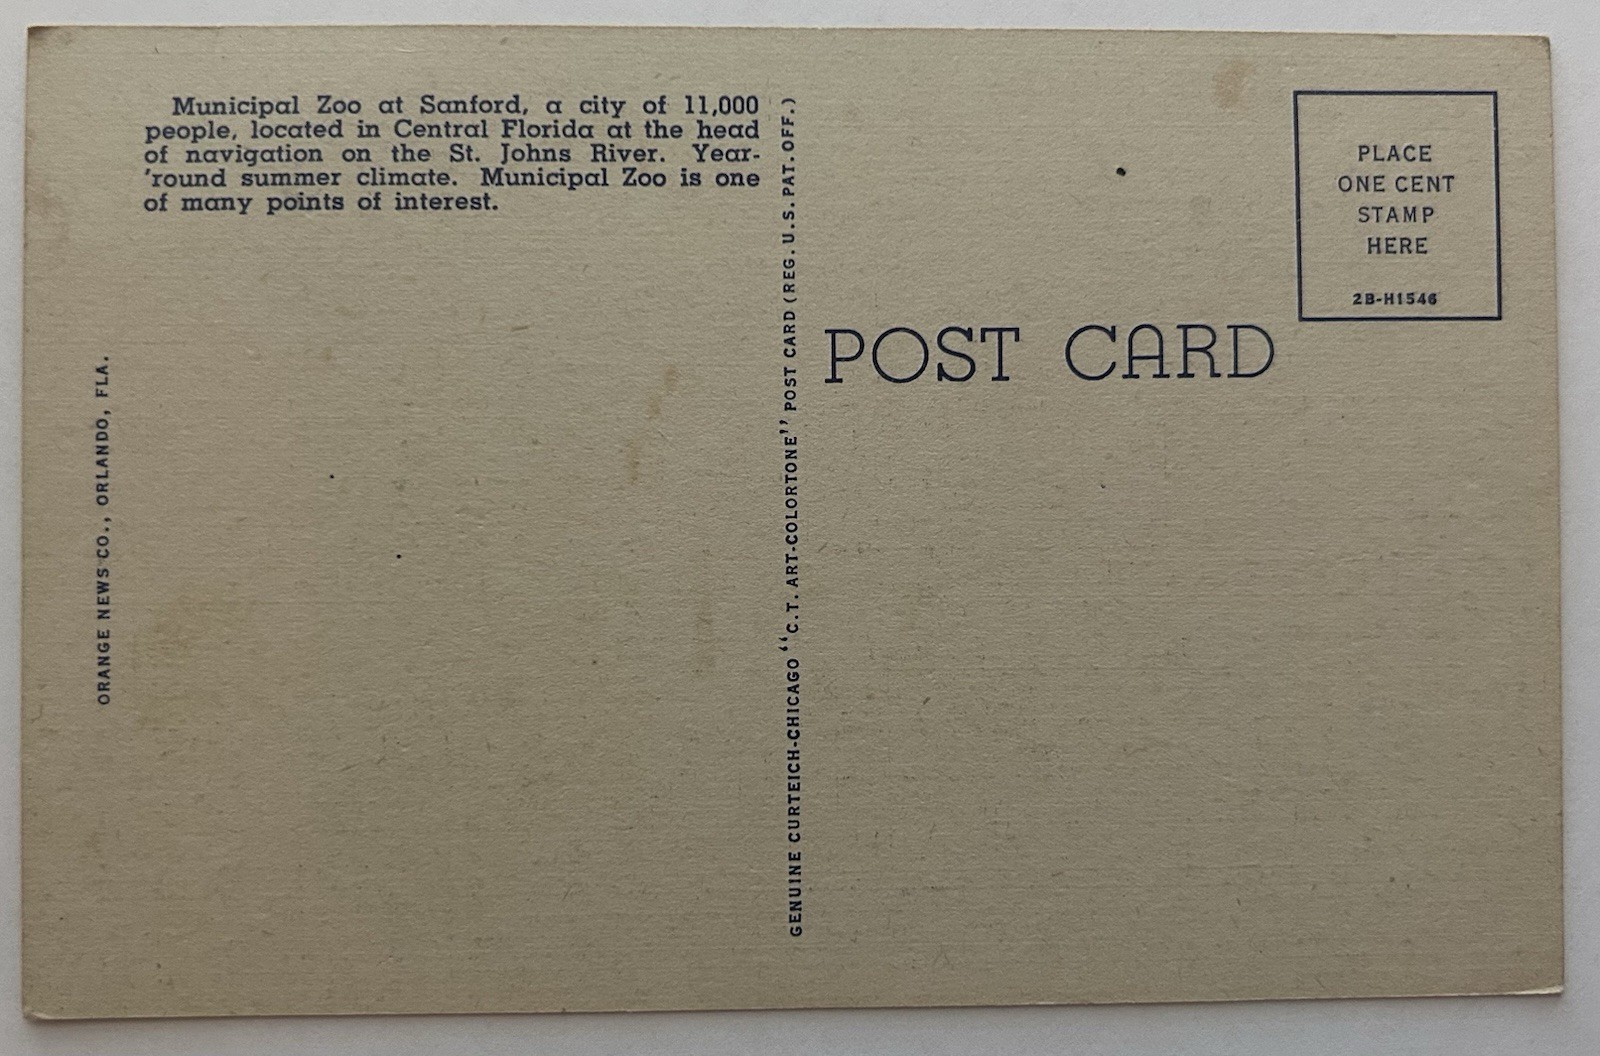 Municipal Zoo at Sanford, a city of 11,000
people, located in Central Florida at the head
of navigation on the St. Johns River. Year-
'round summer climate. Municipal Zoo is one
of many points of interest.
ORANGE NEWS CO., ORLANDO, FLA.
GENUINE CURTEICH-CHICAGO "C.T. ART-COLORTONE" POST CARD (REG. U.S. PAT. OFF.)
PLACE
ONE CENT
STAMP
HERE
2B-H1546
POST CARD